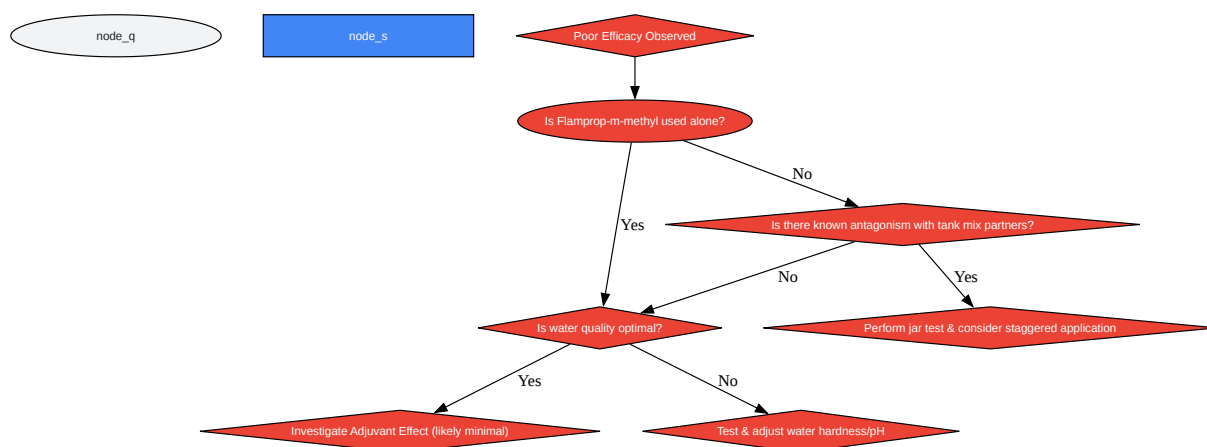 node_q
node_s
Poor Efficacy Observed
Is Flamprop-m-methyl used alone?
No
Is there known antagonism with tank mix partners?
Yes
No
Yes
Is water quality optimal?
Perform jar test & consider staggered application
Yes
No
Investigate Adjuvant Effect (likely minimal)
Test & adjust water hardness/pH